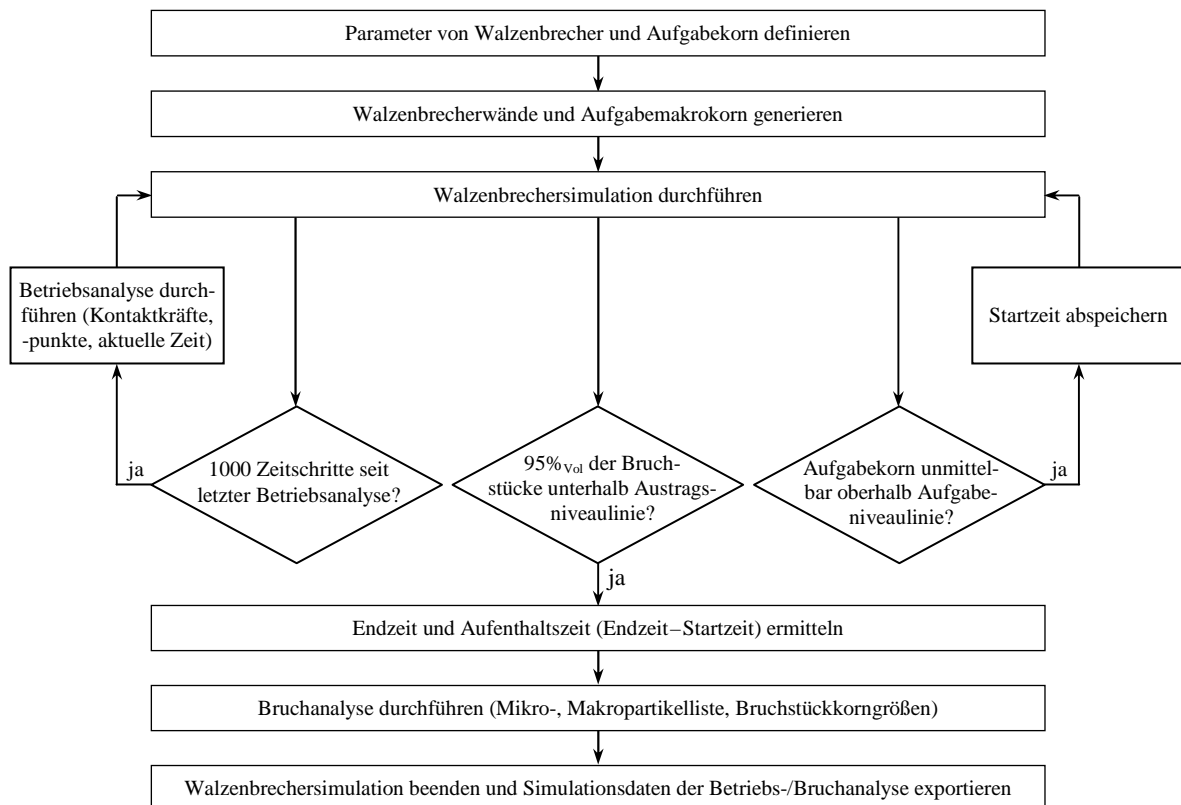 Parameter von Walzenbrecher und Aufgabekorn definieren
Walzenbrecherwände und Aufgabemakrokorn generieren
Walzenbrechersimulation durchführen
Betriebsanalyse durch-
führen (Kontaktkräfte,
-punkte, aktuelle Zeit)
Startzeit abspeichern
ja
1000 Zeitschritte seit
letzter Betriebsanalyse?
95%Vol der Bruch-
stücke unterhalb Austrags-
niveaulinie?
Aufgabekorn unmittel-
bar oberhalb Aufgabe-
niveaulinie?
ja
ja
Endzeit und Aufenthaltszeit (Endzeit–Startzeit) ermitteln
Bruchanalyse durchführen (Mikro-, Makropartikelliste, Bruchstückkorngrößen)
Walzenbrechersimulation beenden und Simulationsdaten der Betriebs-/Bruchanalyse exportieren